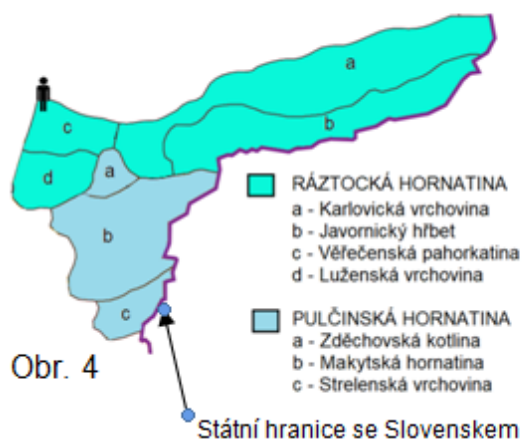 a
b
c
d
a
b
c
RÁZTOCKÁ HORNATINA
a - Karlovická vrchovina
b - Javornický hřbet
c - Věřečenská pahorkatina
d - Luženská vrchovina
PULČINSKÁ HORNATINA
a - Zděchovská kotlina
b - Makytská hornatina
c - Strelenská vrchovina
Obr. 4
Státní hranice se Slovenskem